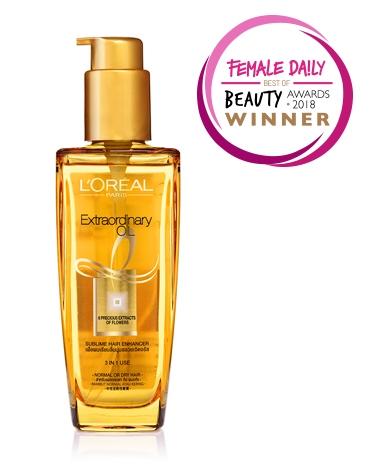 FEMALE DAILY
BEST OF
BEAUTY AWARDS
• 2018
WINNER
L'ORÉAL
PARIS
Extraordinary
OIL
6 PRECIOUS EXTRACTS
OF FLOWERS
SUBLIME HAIR ENHANCER
3 IN 1 USE
NORMAL OR DRY HAIR